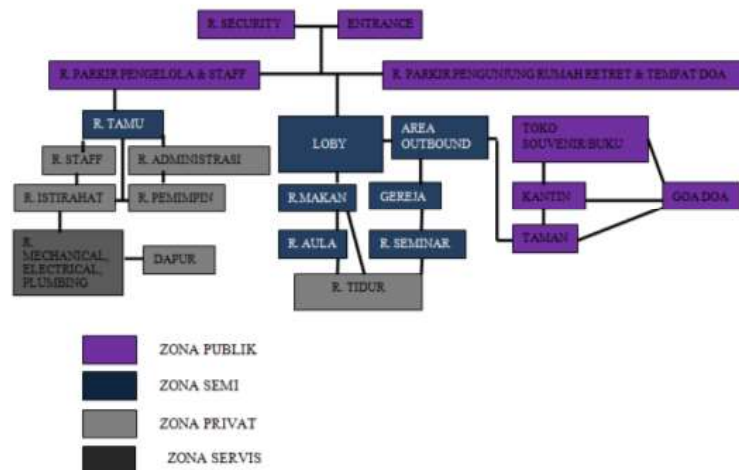 R. SECURITY
ENTRANCE
R. PARKIR PENGELOLA & STAFF
R. PARKIR PENGUNJUNG RUMAH RETRET & TEMPAT DOA
R. TAMU
LOBY
AREA
OUTBOUND
TOKO
SOUVENIR BUKU
R. STAFF
R. ADMINISTRASI
R. ISTIRAHAT
R. PEMIMPIN
R.MAKAN
GEREJA
KANTIN
GOA DOA
R.
MECHANICAL,
ELECTRICAL,
PLUMBING
DAPUR
R. AULA
R. SEMINAR
TAMAN
R. TIDUR
ZONA PUBLIK
ZONA SEMI
ZONA PRIVAT
ZONA SERVIS